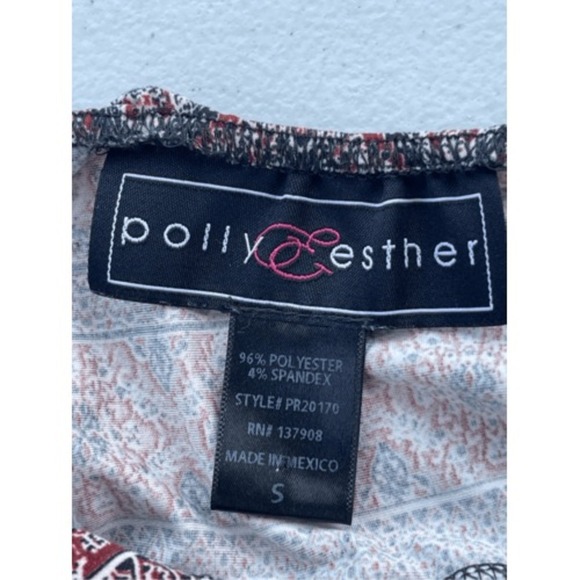 polly & esther
96% POLYESTER
4% SPANDEX
STYLE# PR20170
RN# 137908
MADE IN MEXICO
S